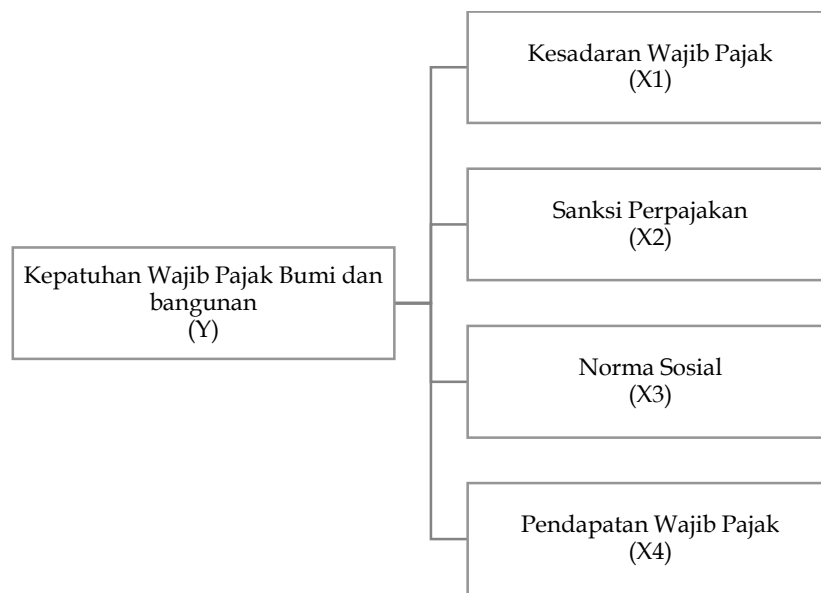 Kesadaran Wajib Pajak
(X1)
Sanksi Perpajakan
(X2)
Kepatuhan Wajib Pajak Bumi dan
bangunan
(Y)
Norma Sosial
(X3)
Pendapatan Wajib Pajak
(X4)